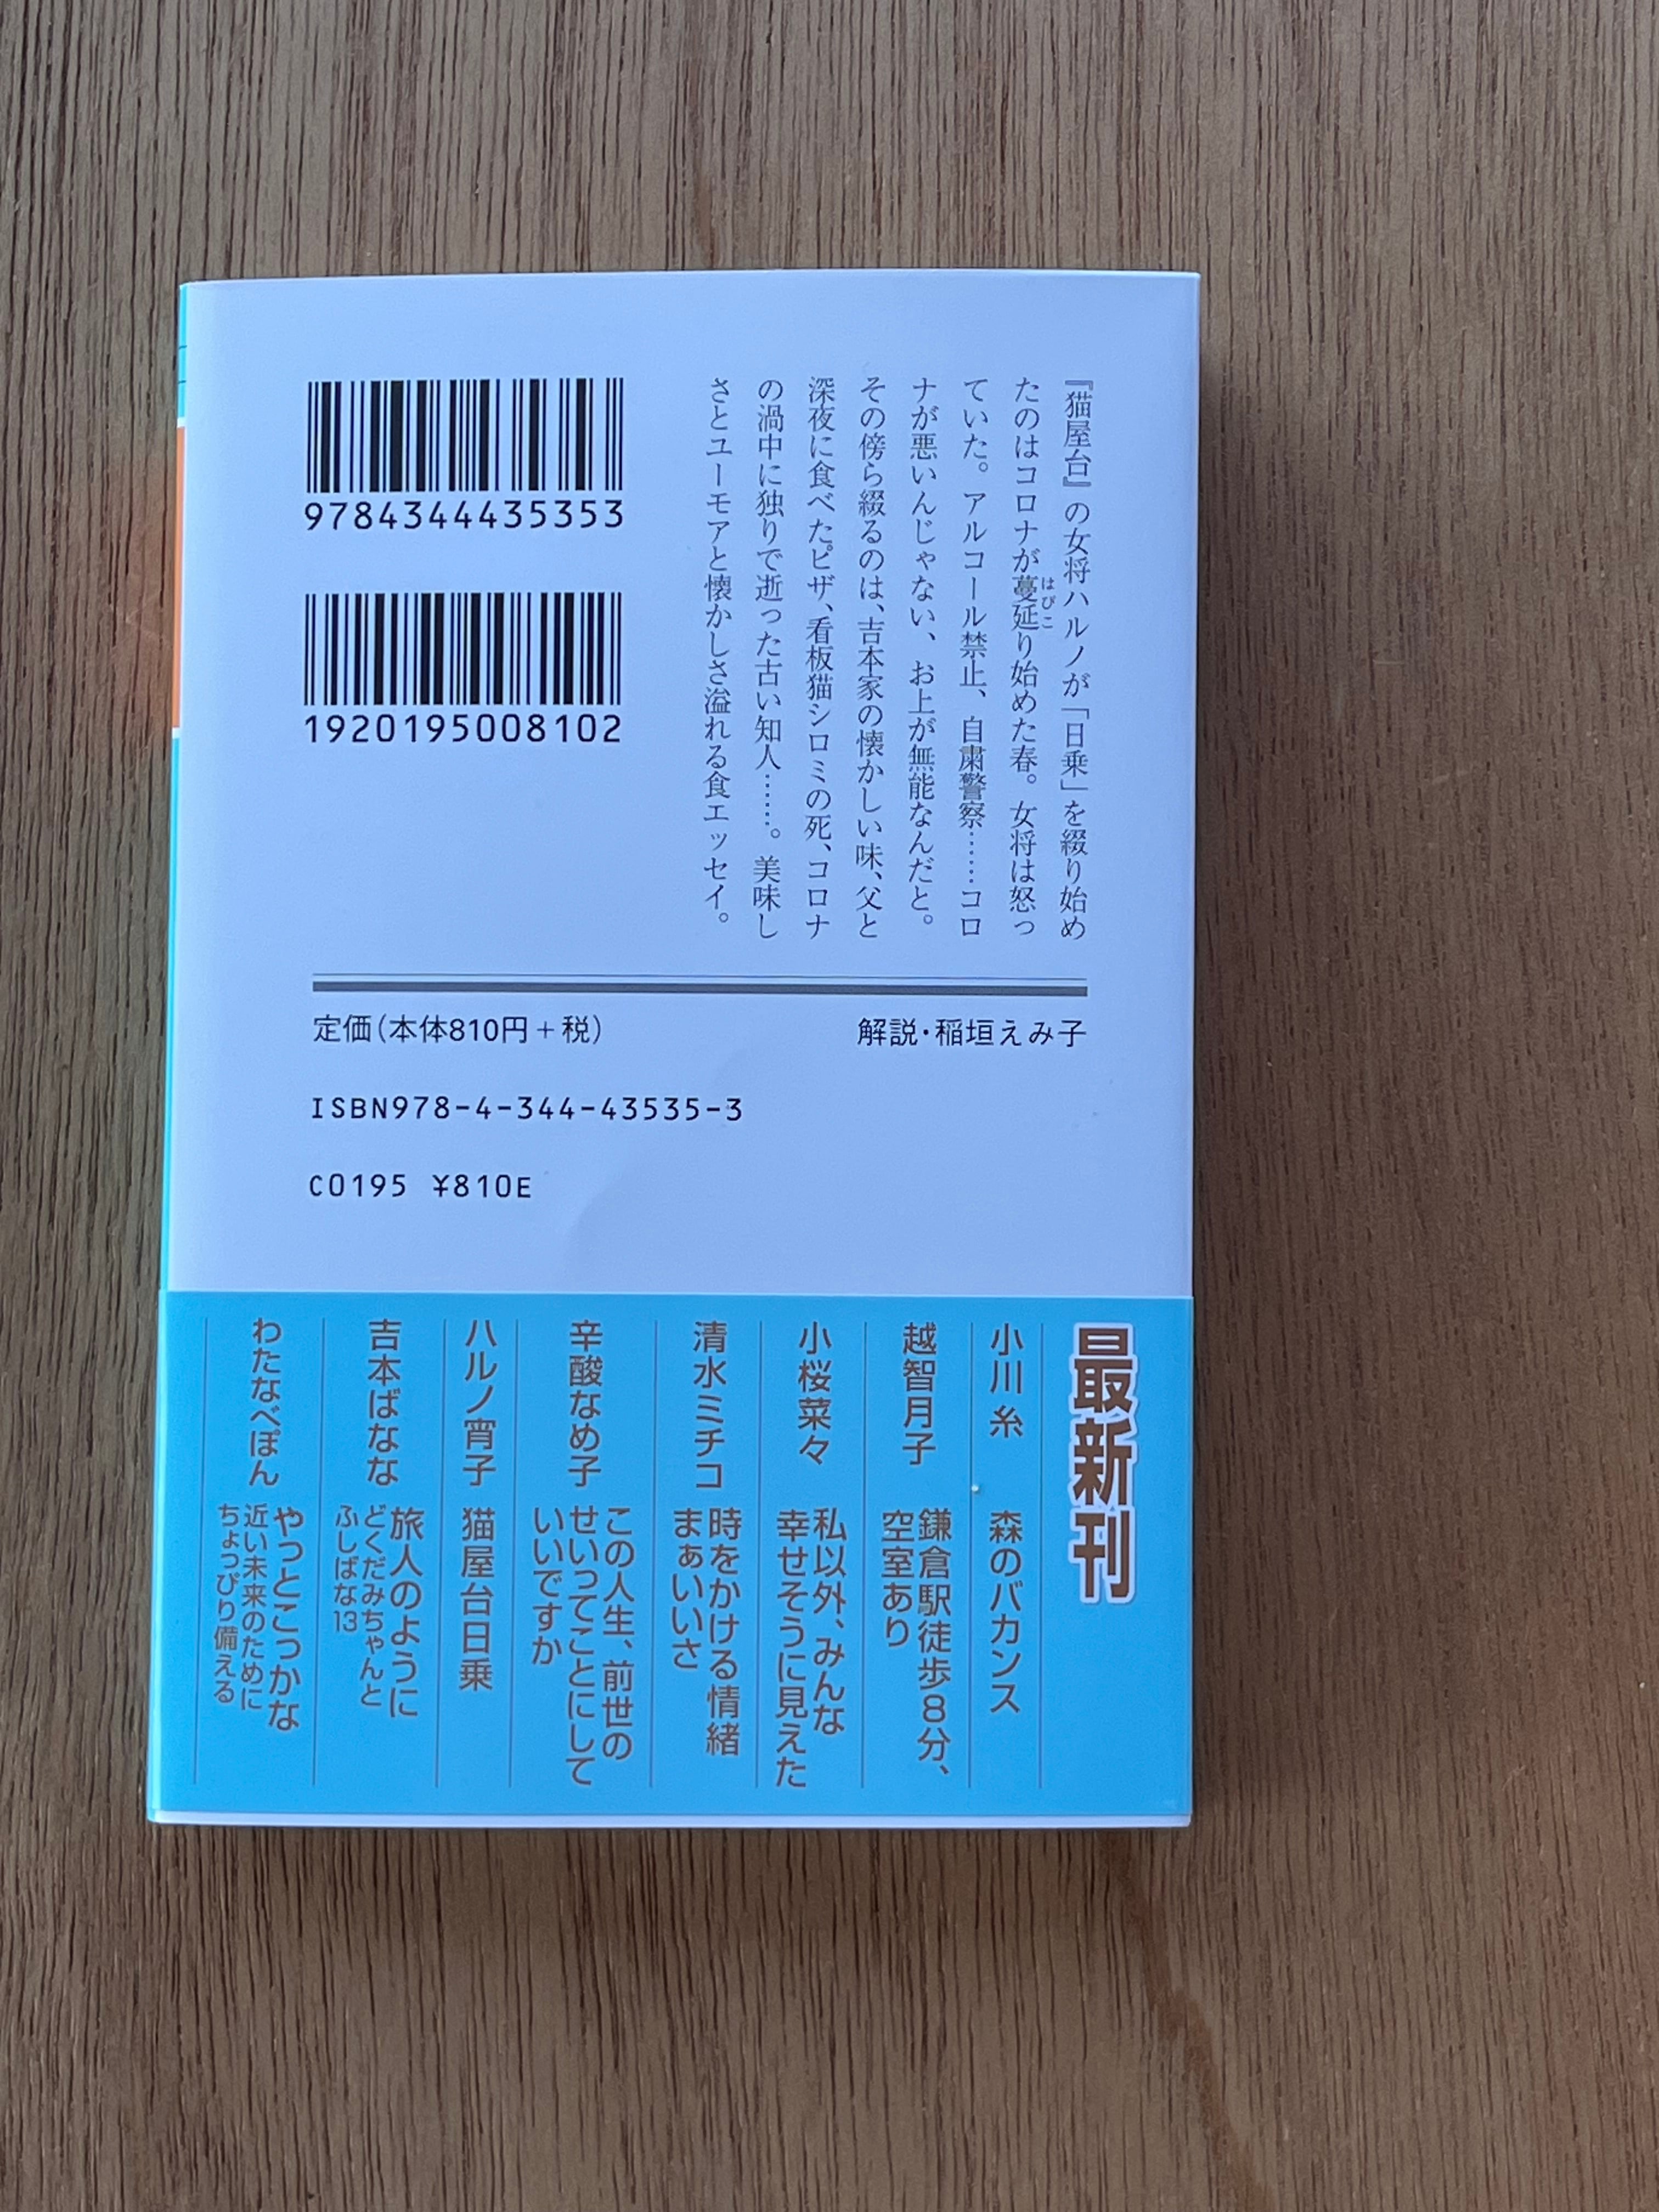 『猫屋台』の女将ハルノが「日乗」を綴り始め
たのはコロナが蔓延り始めた春。女将は怒っ
はびこ
ていた。アルコール禁止、自粛警察……コロ
ナが悪いんじゃない、お上が無能なんだと。
その傍ら綴るのは、吉本家の懐かしい味、父と
深夜に食べたピザ、看板猫シロミの死、コロナ
の渦中に独りで逝った古い知人……。美味し
さとユーモアと懐かしさ溢れる食エッセイ。
9784344435353
1920195008102
解説・稲垣えみ子
定価(本体810円+税)
ISBN978-4-344-43535-3
C0195 ¥810E
最新刊
小川 糸 森のバカンス
越智月子 鎌倉駅徒歩8分、
空室あり
小桜菜々 私以外、みんな
幸せそうに見えた
清水ミチコ 時をかける情緒
まぁいいさ
辛酸なめ子 この人生、前世の
せいってことにして
いいですか
ハルノ宵子 猫屋台日乗
吉本ばなな 旅人のように
どくだみちゃんと
ふしばな13
わたなべぽん やっとこっかな
近い未来のために
ちょっぴり備える